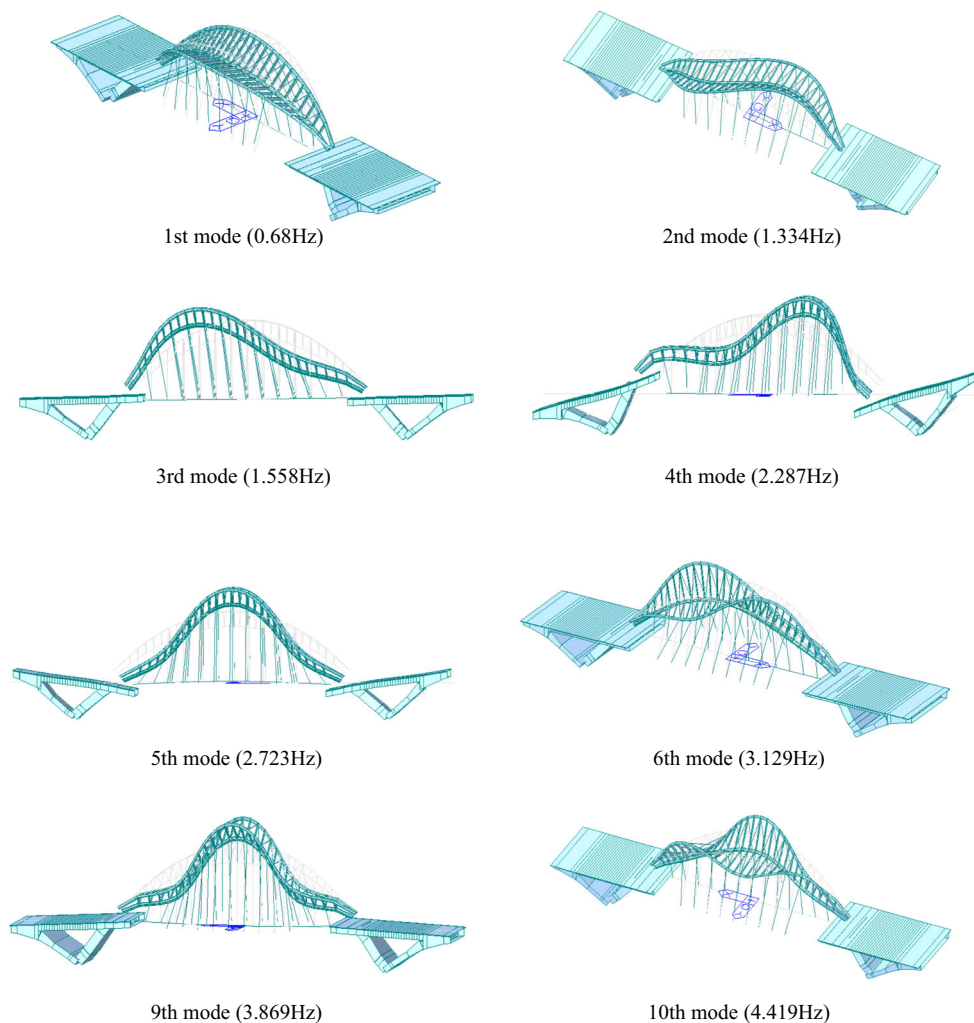 1st mode (0.68Hz)
2nd mode (1.334Hz)
3rd mode (1.558Hz)
4th mode (2.287Hz)
5th mode (2.723Hz)
6th mode (3.129Hz)
9th mode (3.869Hz)
10th mode (4.419Hz)